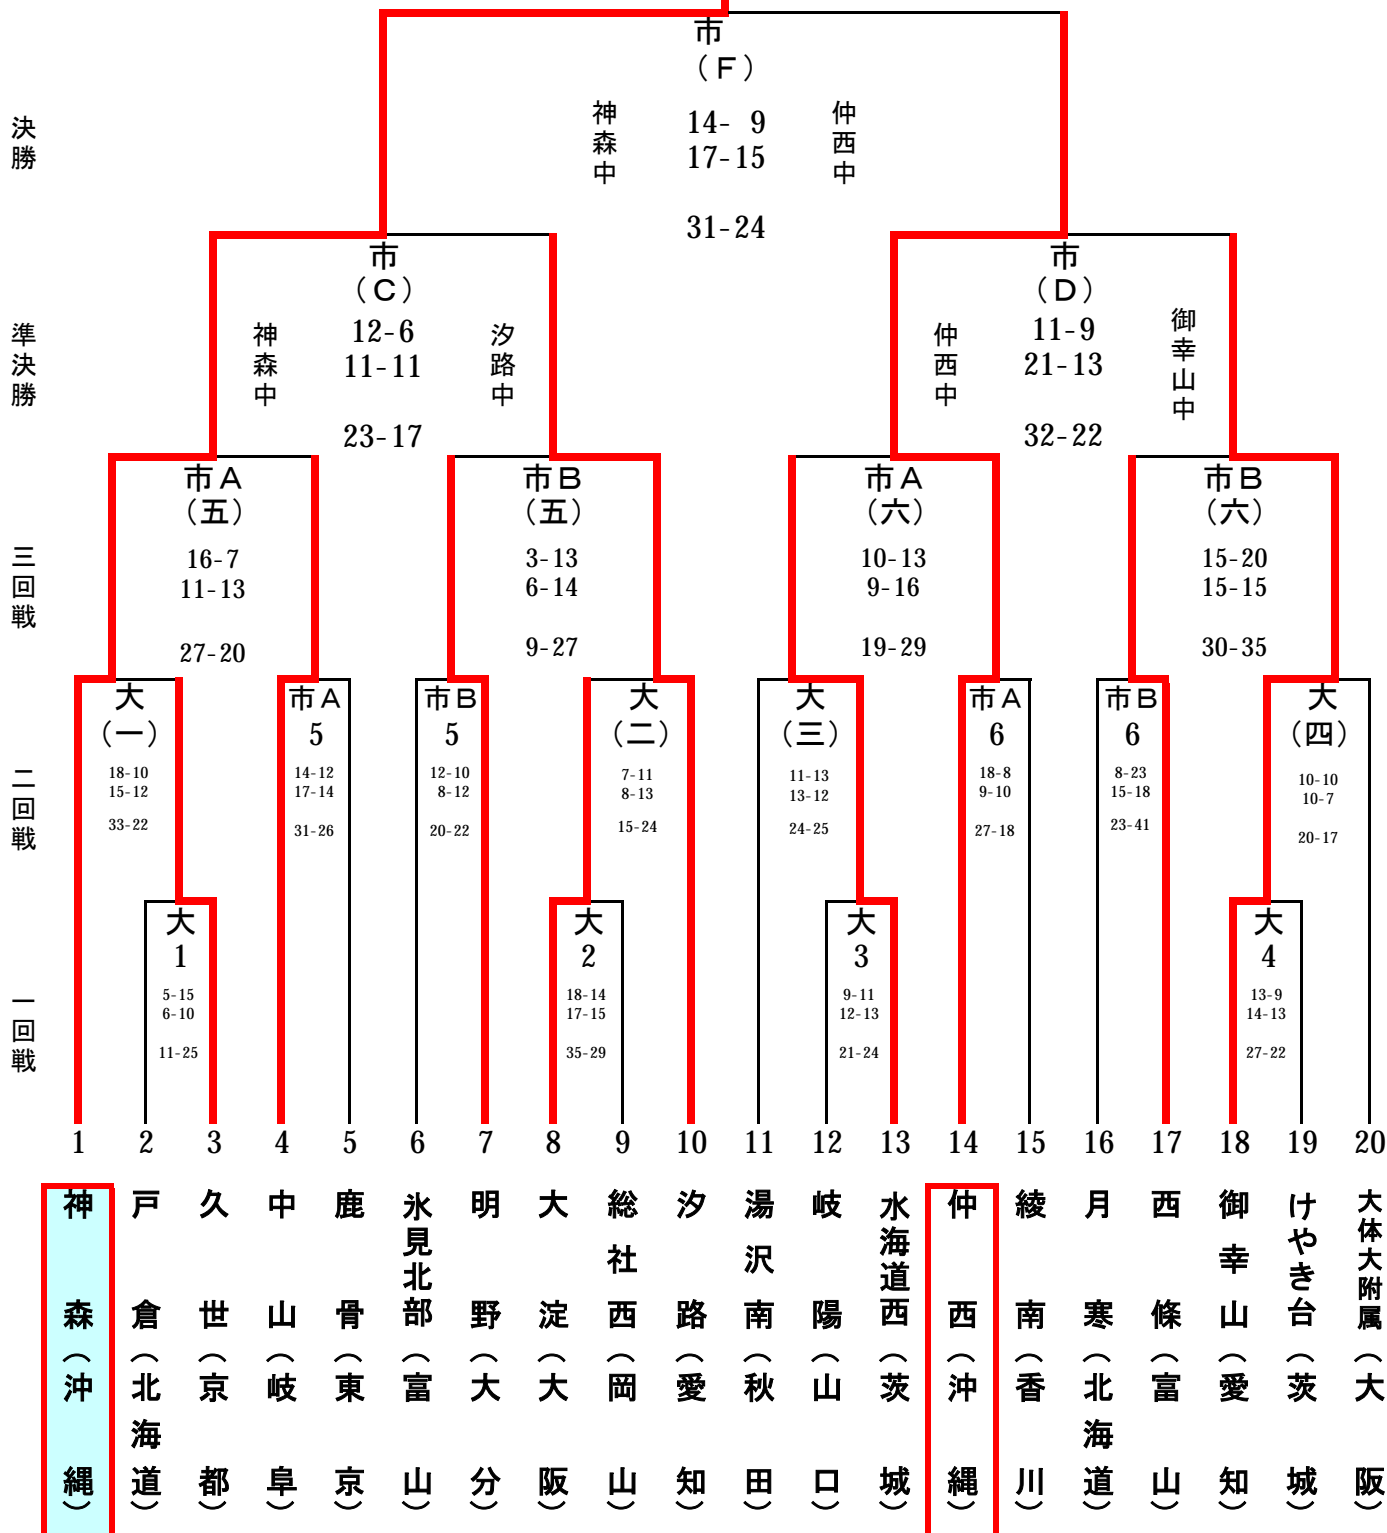 市
（F）
決勝
神森中
14- 9
17-15
31-24
仲西中
準決勝
市
（C）
神森中
12-6
11-11
23-17
汐路中
市
（D）
仲西中
11-9
21-13
32-22
御幸山中
三回戦
市A
（五）
16-7
11-13
27-20
市B
（五）
3-13
6-14
9-27
市A
（六）
10-13
9-16
19-29
市B
（六）
15-20
15-15
30-35
二回戦
大
（一）
18-10
15-12
33-22
市A
5
14-12
17-14
31-26
市B
5
12-10
8-12
20-22
大
（二）
7-11
8-13
15-24
大
（三）
11-13
13-12
24-25
市A
6
18-8
9-10
27-18
市B
6
8-23
15-18
23-41
大
（四）
10-10
10-7
20-17
一回戦
大
1
5-15
6-10
11-25
大
2
18-14
17-15
35-29
大
3
9-11
12-13
21-24
大
4
13-9
14-13
27-22
1 2 3 4 5 6 7 8 9 10 11 12 13 14 15 16 17 18 19 20
神森（沖縄）
戸倉（北海道）
久世（京都）
中山（岐阜）
鹿骨（東京）
氷見北部（富山）
明野（大分）
大淀（大阪）
総社西（岡山）
汐路（愛知）
湯沢南（秋田）
岐陽（山口）
水海道西（茨城）
仲西（沖縄）
綾南（香川）
月寒（北海道）
西條（富山）
御幸山（愛知）
けやき台（茨城）
大体大附属（大阪）